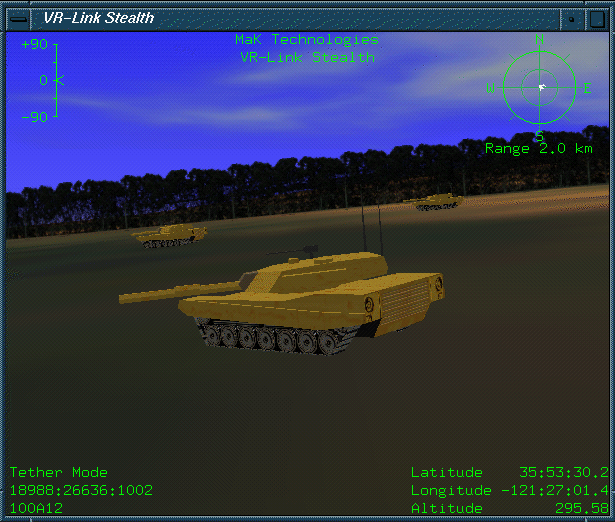 VR-Link Stealth
+90
MaK Technologies
N
VR-Link Stealth
0
W
E
-90
S
Range 2.0 km
Tether Mode
Latitude 35:53:30.2
18988:26636:1002
Longitude -121:27:01.4
100A12
Altitude 295.58